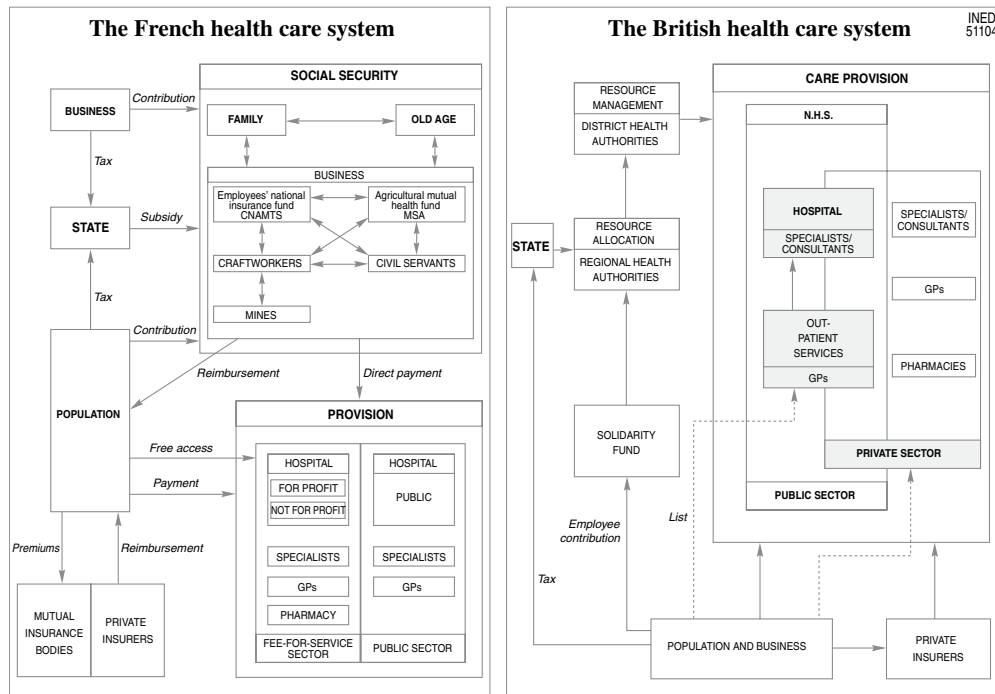 The French health care system
SOCIAL SECURITY
BUSINESS
Contribution
FAMILY
OLD AGE
Tax
BUSINESS
Employees' national
insurance fund
CNAMTS
Agricultural mutual
health fund
MSA
STATE
Subsidy
CRAFTWORKERS
CIVIL SERVANTS
Tax
MINES
Contribution
Reimbursement
Direct payment
POPULATION
PROVISION
Free access
HOSPITAL
FOR PROFIT
NOT FOR PROFIT
HOSPITAL
PUBLIC
Payment
Premiums
Reimbursement
SPECIALISTS
SPECIALISTS
GPs
GPs
PHARMACY
MUTUAL
INSURANCE
BODIES
PRIVATE
INSURERS
FEE-FOR-SERVICE
SECTOR
PUBLIC SECTOR
The British health care system
INED
51104
CARE PROVISION
RESOURCE
MANAGEMENT
DISTRICT HEALTH
AUTHORITIES
N.H.S.
HOSPITAL
SPECIALISTS/
CONSULTANTS
SPECIALISTS/
CONSULTANTS
STATE
RESOURCE
ALLOCATION
REGIONAL HEALTH
AUTHORITIES
GPs
OUT-
PATIENT
SERVICES
GPs
PHARMACIES
SOLIDARITY
FUND
PRIVATE SECTOR
PUBLIC SECTOR
List
Employee
contribution
Tax
POPULATION AND BUSINESS
PRIVATE
INSURERS